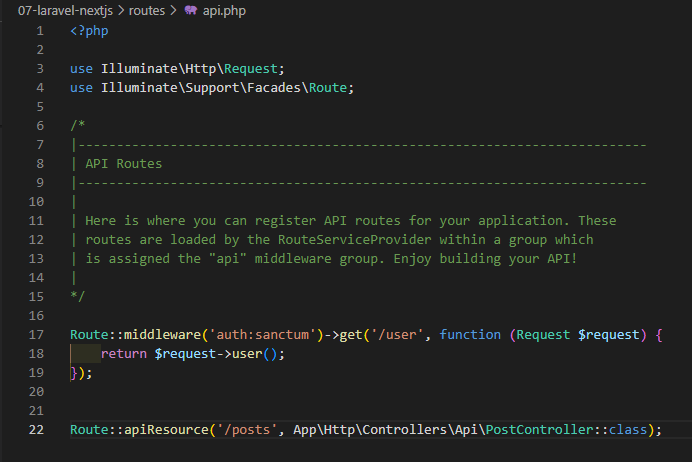 07-laravel-nextjs > routes > api.php
1 <?php
2
3 use Illuminate\Http\Request;
4 use Illuminate\Support\Facades\Route;
5
6 /*
7 |--------------------------------------------------------------------------
8 | API Routes
9 |--------------------------------------------------------------------------
10 |
11 | Here is where you can register API routes for your application. These
12 | routes are loaded by the RouteServiceProvider within a group which
13 | is assigned the "api" middleware group. Enjoy building your API!
14 |
15 */
16
17 Route::middleware('auth:sanctum')->get('/user', function (Request $request) {
18     return $request->user();
19 });
20
21
22 Route::apiResource('/posts', App\Http\Controllers\Api\PostController::class);